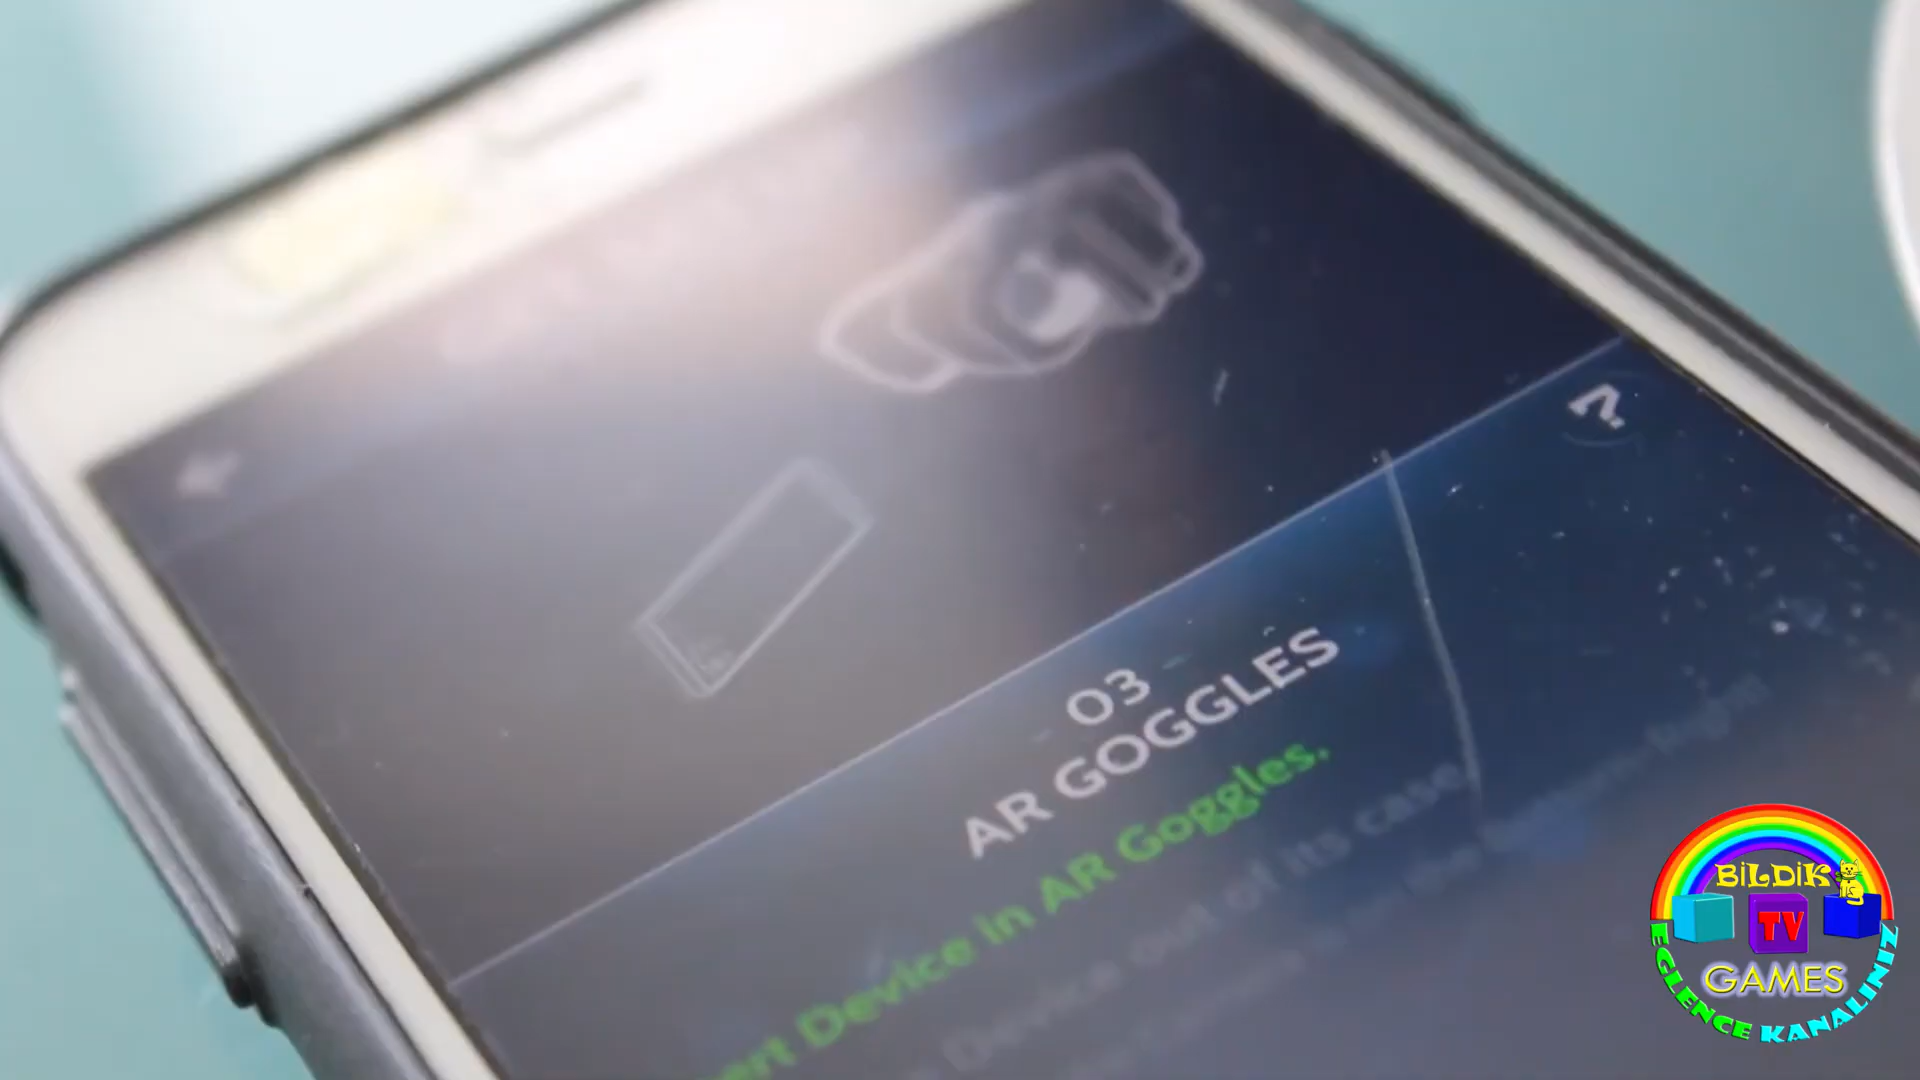 ?
03
AR GOGGLES
Device in AR Goggles.
Device out of its case
BiLDiK
TV
GAMES
EGLENCE KANALINIZ